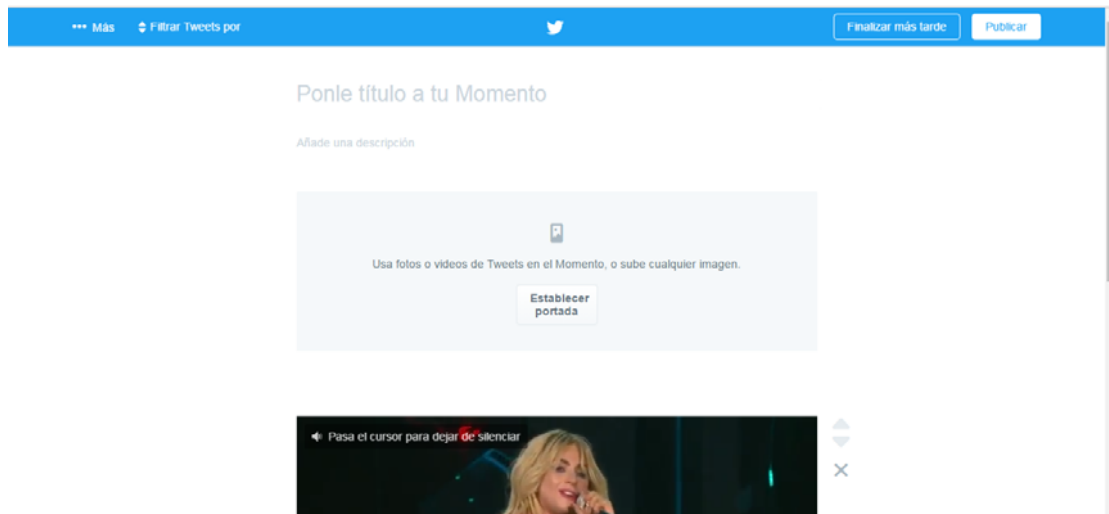 ••• Más
Filtrar Tweets por
Finalizar más tarde
Publicar
Ponle título a tu Momento
Añade una descripción
Usa fotos o videos de Tweets en el Momento, o sube cualquier imagen.
Establecer
portada
Pasa el cursor para dejar de silenciar